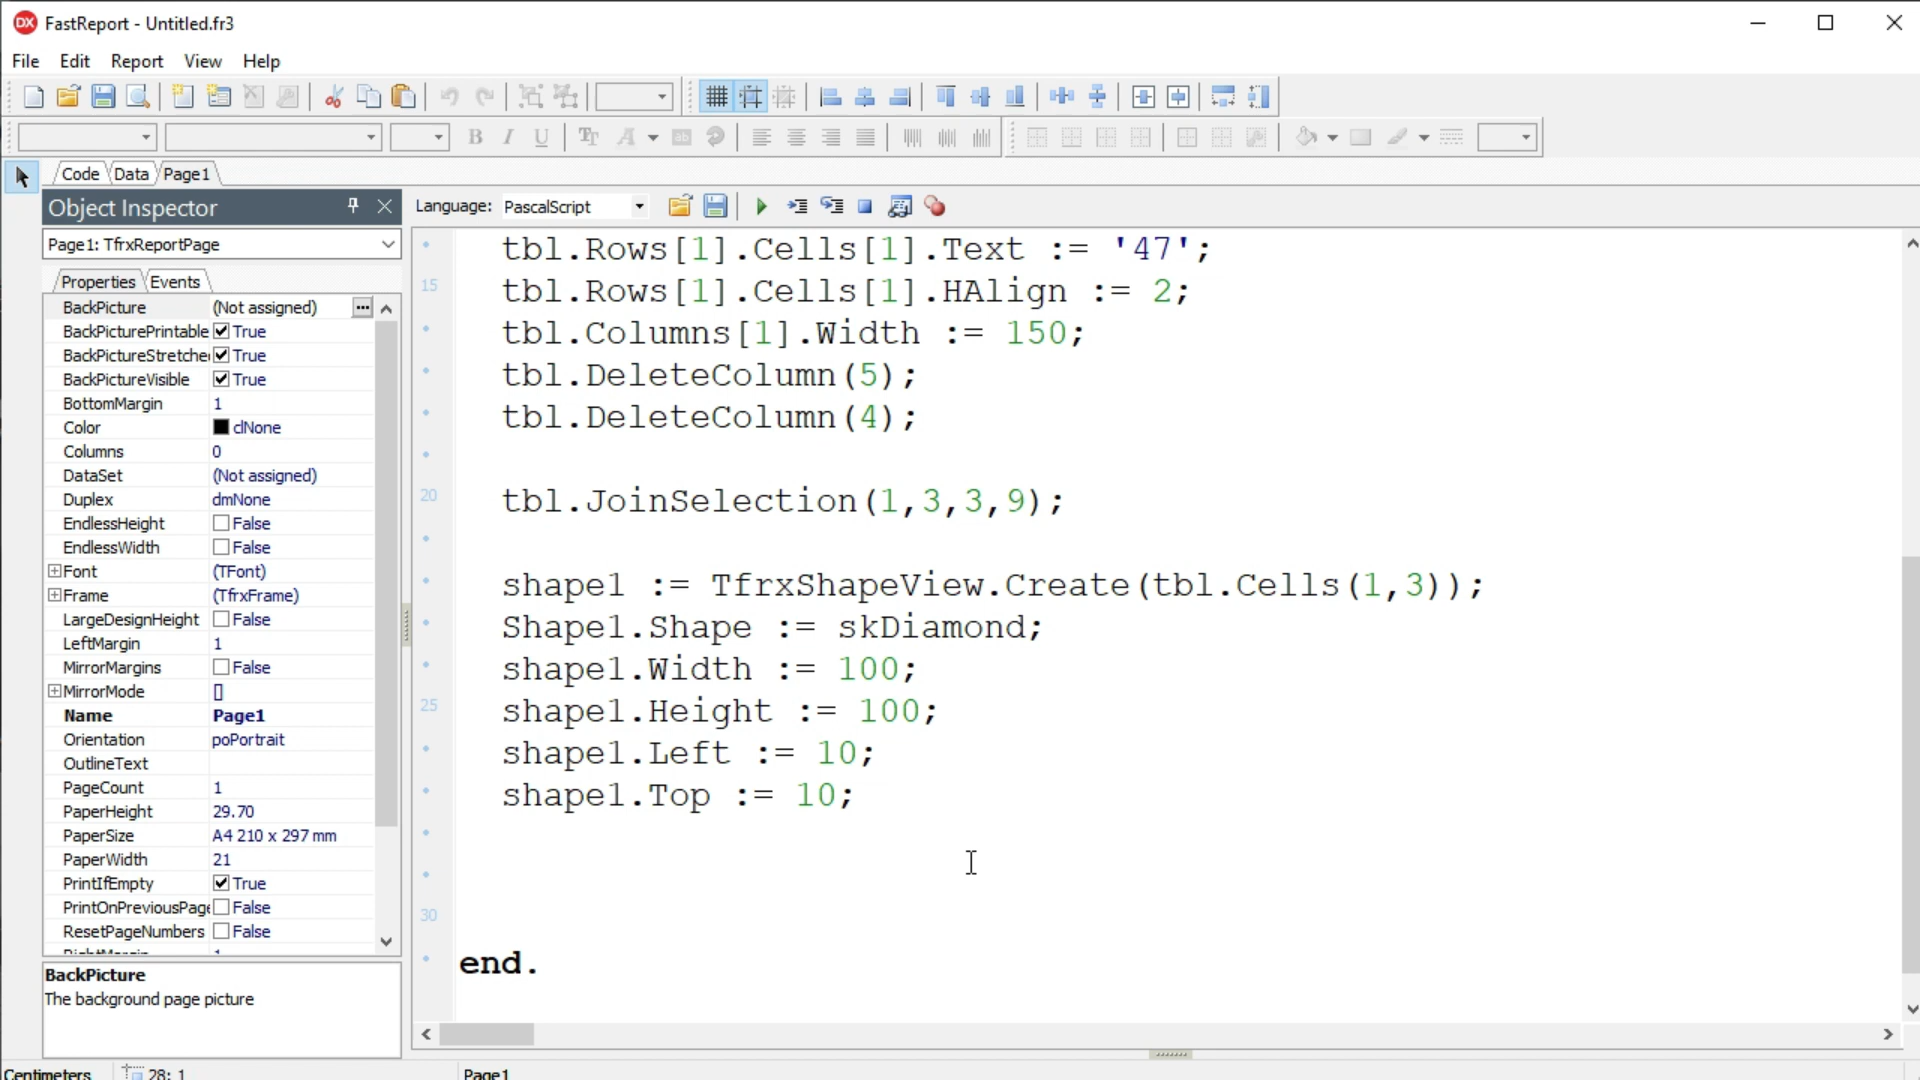 FastReport - Untitled.fr3
File Edit Report View Help
Code Data Page1
Object Inspector
Language: PascalScript
Page1: TfrxReportPage
Properties Events
BackPicture (Not assigned) ...
BackPicturePrintable True
BackPictureStretche True
BackPictureVisible True
BottomMargin 1
Color clNone
Columns 0
DataSet (Not assigned)
Duplex dmNone
EndlessHeight False
EndlessWidth False
Font (TFont)
Frame (TfrxFrame)
LargeDesignHeight False
LeftMargin 1
MirrorMargins False
MirrorMode []
Name Page1
Orientation poPortrait
OutlineText
PageCount 1
PaperHeight 29.70
PaperSize A4 210 x 297 mm
PaperWidth 21
PrintIfEmpty True
PrintOnPreviousPage False
ResetPageNumbers False
BackPicture
The background page picture
tbl.Rows[1].Cells[1].Text := '47';
15 tbl.Rows[1].Cells[1].HAlign := 2;
tbl.Columns[1].Width := 150;
tbl.DeleteColumn(5);
tbl.DeleteColumn(4);
20 tbl.JoinSelection(1,3,3,9);
shape1 := TfrxShapeView.Create(tbl.Cells(1,3));
Shape1.Shape := skDiamond;
shape1.Width := 100;
25 shape1.Height := 100;
shape1.Left := 10;
shape1.Top := 10;
30
end.
Centimeters 28: 1 Page1